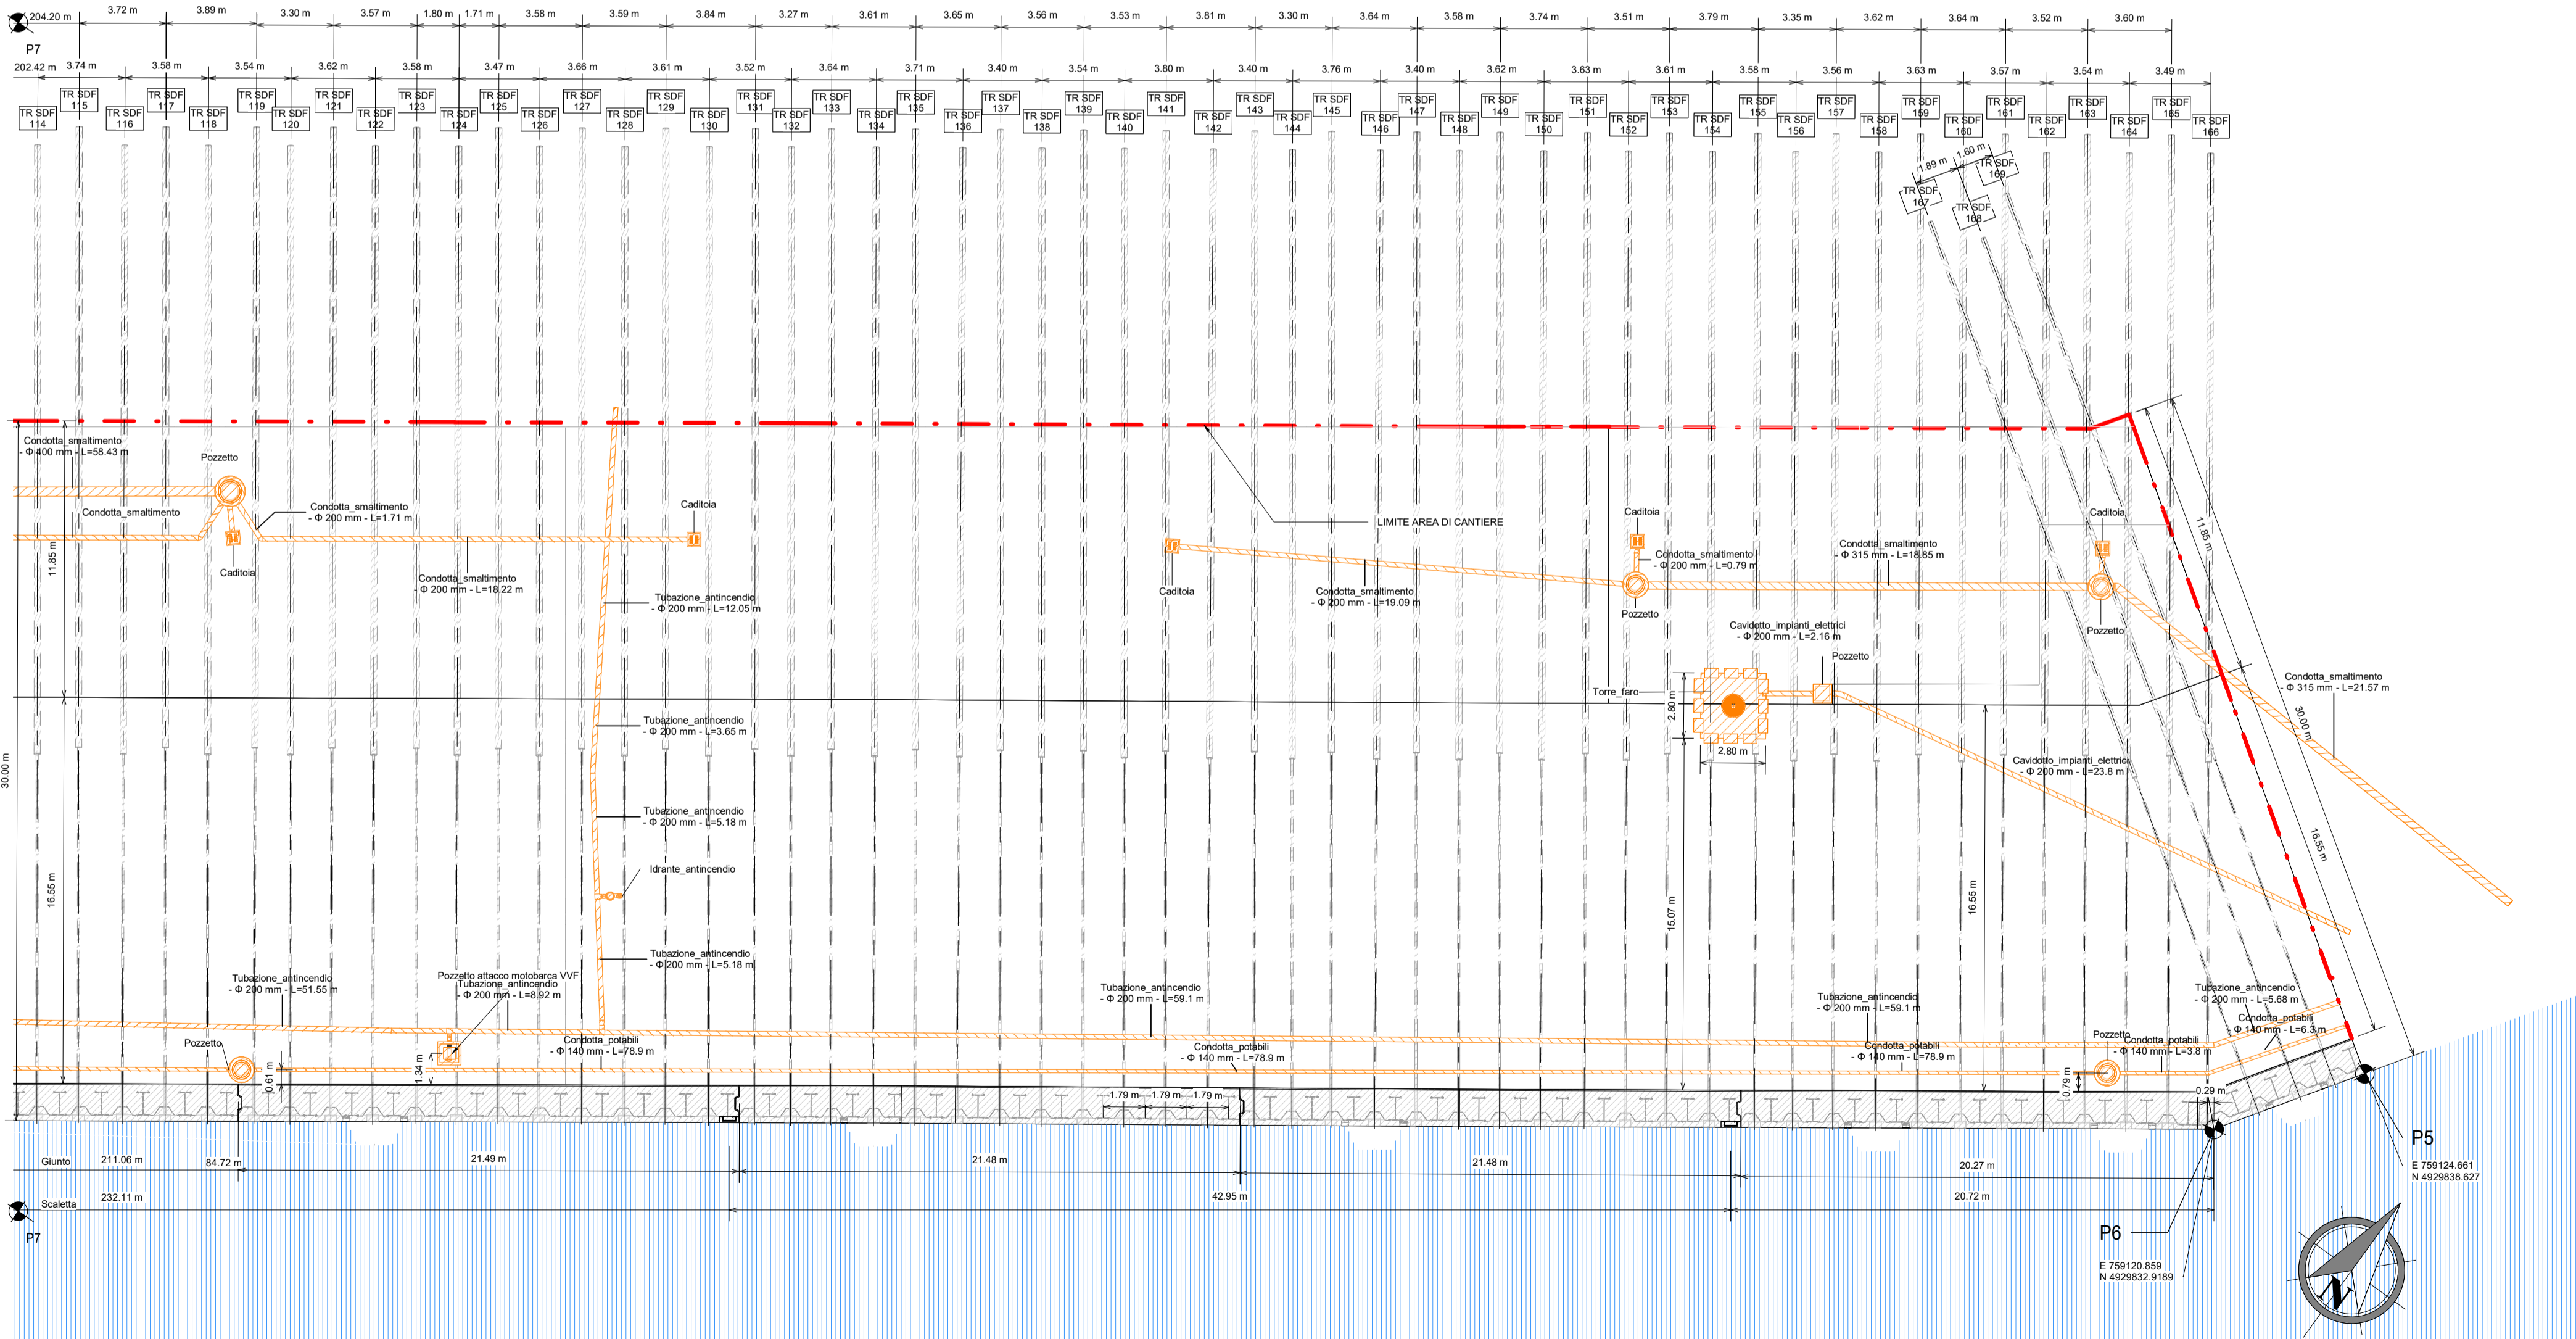 204.20 m
3.72 m
3.89 m
3.30 m
3.57 m
1.80 m
1.71 m
3.58 m
3.59 m
3.84 m
3.27 m
3.61 m
3.65 m
3.56 m
3.53 m
3.81 m
3.30 m
3.64 m
3.58 m
3.74 m
3.51 m
3.79 m
3.35 m
3.62 m
3.64 m
3.52 m
3.60 m
P7
202.42 m
3.74 m
3.58 m
3.54 m
3.62 m
3.58 m
3.47 m
3.66 m
3.61 m
3.52 m
3.64 m
3.71 m
3.40 m
3.54 m
3.80 m
3.40 m
3.76 m
3.40 m
3.62 m
3.63 m
3.61 m
3.58 m
3.56 m
3.63 m
3.57 m
3.54 m
3.49 m
TR SDF
114
TR SDF
115
TR SDF
116
TR SDF
117
TR SDF
118
TR SDF
119
TR SDF
120
TR SDF
121
TR SDF
122
TR SDF
123
TR SDF
124
TR SDF
125
TR SDF
126
TR SDF
127
TR SDF
128
TR SDF
129
TR SDF
130
TR SDF
131
TR SDF
132
TR SDF
133
TR SDF
134
TR SDF
135
TR SDF
136
TR SDF
137
TR SDF
138
TR SDF
139
TR SDF
140
TR SDF
141
TR SDF
142
TR SDF
143
TR SDF
144
TR SDF
145
TR SDF
146
TR SDF
147
TR SDF
148
TR SDF
149
TR SDF
150
TR SDF
151
TR SDF
152
TR SDF
153
TR SDF
154
TR SDF
155
TR SDF
156
TR SDF
157
TR SDF
158
TR SDF
159
TR SDF
160
TR SDF
161
TR SDF
162
TR SDF
163
TR SDF
164
TR SDF
165
TR SDF
166
1.89 m
1.60 m
TR SDF
167
TR SDF
168
TR SDF
169
Condotta_smaltimento
- Φ 400 mm - L=58.43 m
Pozzetto
Condotta_smaltimento
Condotta_smaltimento
- Φ 200 mm - L=1.71 m
Caditoia
Caditoia
Condotta_smaltimento
- Φ 200 mm - L=18.22 m
11.85 m
LIMITE AREA DI CANTIERE
Caditoia
Condotta_smaltimento
- Φ 200 mm - L=19.09 m
Caditoia
Condotta_smaltimento
- Φ 200 mm - L=0.79 m
Pozzetto
Condotta_smaltimento
- Φ 315 mm - L=18.85 m
Caditoia
Pozzetto
11.85 m
Tubazione_antincendio
- Φ 200 mm - L=12.05 m
Cavidotto_impianti_elettrici
- Φ 200 mm - L=2.16 m
Pozzetto
Torre_faro
2.80 m
2.80 m
Condotta_smaltimento
- Φ 315 mm - L=21.57 m
30.00 m
Tubazione_antincendio
- Φ 200 mm - L=3.65 m
30.00 m
Cavidotto_impianti_elettrici
- Φ 200 mm - L=23.8 m
Tubazione_antincendio
- Φ 200 mm - L=5.18 m
16.55 m
Idrante_antincendio
16.55 m
15.07 m
16.55 m
Tubazione_antincendio
- Φ 200 mm - L=5.18 m
Tubazione_antincendio
- Φ 200 mm - L=51.55 m
Pozzetto attacco motobarca VVF
Tubazione_antincendio
- Φ 200 mm - L=8.92 m
Tubazione_antincendio
- Φ 200 mm - L=59.1 m
Tubazione_antincendio
- Φ 200 mm - L=59.1 m
Tubazione_antincendio
- Φ 200 mm - L=5.68 m
Condotta_potabili
- Φ 140 mm - L=6.3 m
Pozzetto
Condotta_potabili
- Φ 140 mm - L=78.9 m
Condotta_potabili
- Φ 140 mm - L=78.9 m
Condotta_potabili
- Φ 140 mm - L=78.9 m
Pozzetto
Condotta_potabili
- Φ 140 mm - L=3.8 m
0.61 m
1.34 m
1.79 m
1.79 m
1.79 m
0.79 m
0.29 m
P5
E 759124.661
N 4929838.627
Giunto
211.06 m
84.72 m
21.49 m
21.48 m
21.48 m
20.27 m
Scaletta
232.11 m
42.95 m
20.72 m
P7
P6
E 759120.859
N 4929832.9189
N